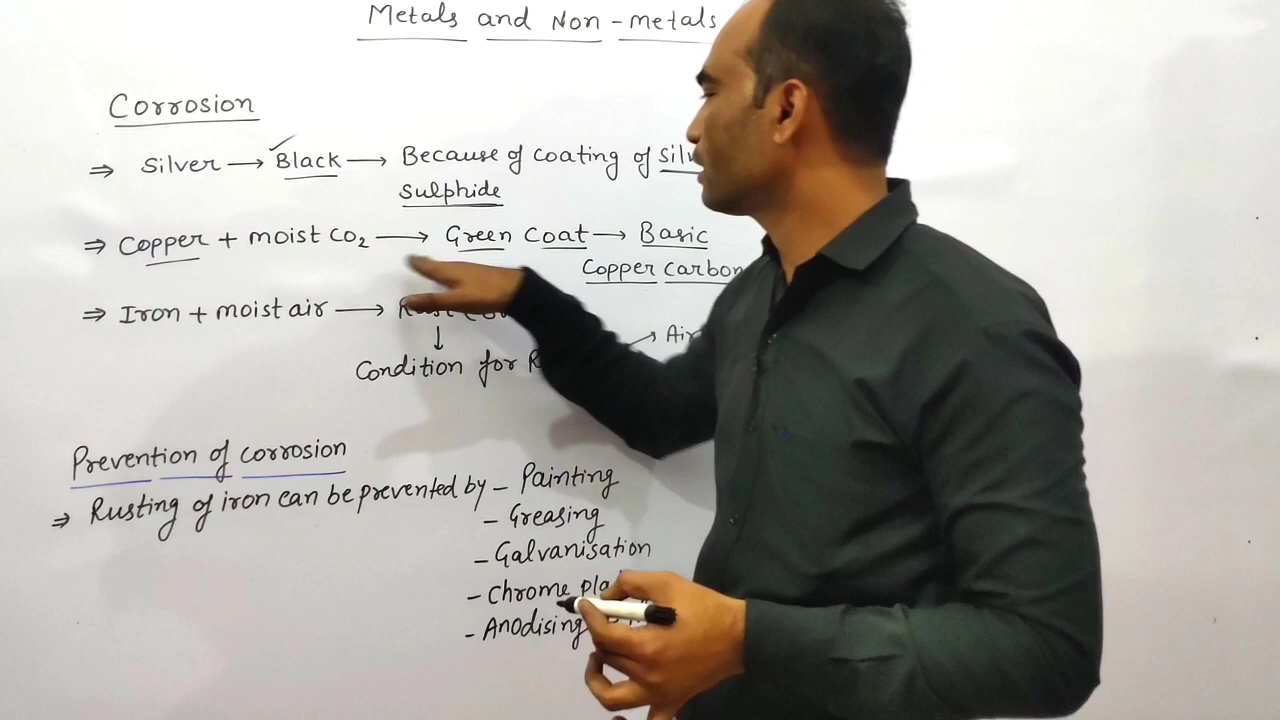 Metals and Non-metals
Corrosion
⇒ Silver → Black → Because of coating of
sulphide
⇒ Copper + moist CO₂ → Green Coat → Basic
Copper
⇒ Iron + moist air →
↓
→ Air
Condition for
Prevention of corrosion
⇒ Rusting of iron can be prevented by - Painting
- Greasing
- Galvanisation
- Chrome
- Anodising